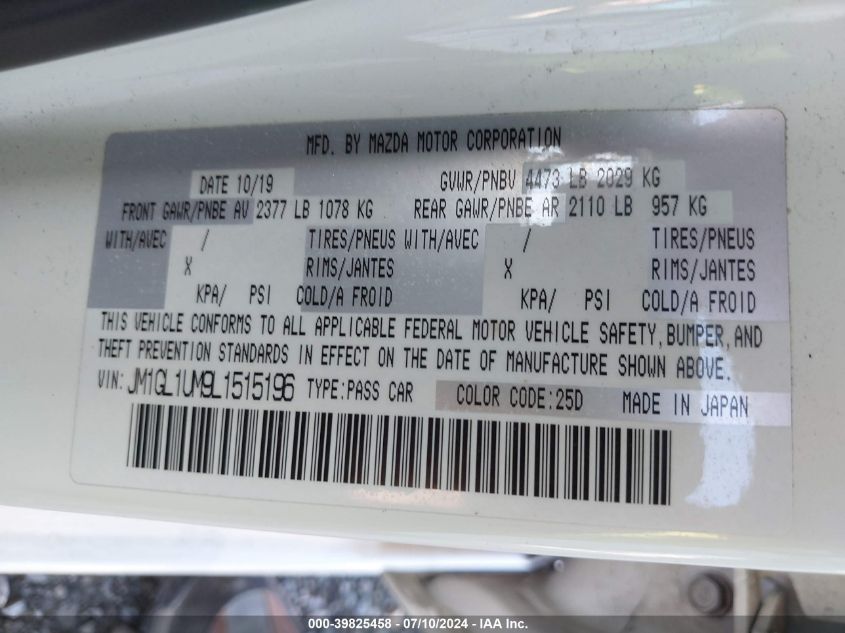 MFD. BY MAZDA MOTOR CORPORATION
DATE 10/19 GVWR/PNBV 4473 LB 2029 KG
FRONT GAWR/PNBE AV 2377 LB 1078 KG REAR GAWR/PNBE AR 2110 LB 957 KG
WITH/AVEC / TIRES/PNEUS WITH/AVEC / TIRES/PNEUS
X RIMS/JANTES X RIMS/JANTES
KPA/ PSI COLD/A FROID KPA/ PSI COLD/A FROID
THIS VEHICLE CONFORMS TO ALL APPLICABLE FEDERAL MOTOR VEHICLE SAFETY, BUMPER, AND
THEFT PREVENTION STANDARDS IN EFFECT ON THE DATE OF MANUFACTURE SHOWN ABOVE.
VIN: JM1GL1UM9L1515196 TYPE:PASS CAR COLOR CODE:25D MADE IN JAPAN
000-39825458 - 07/10/2024 - IAA Inc.